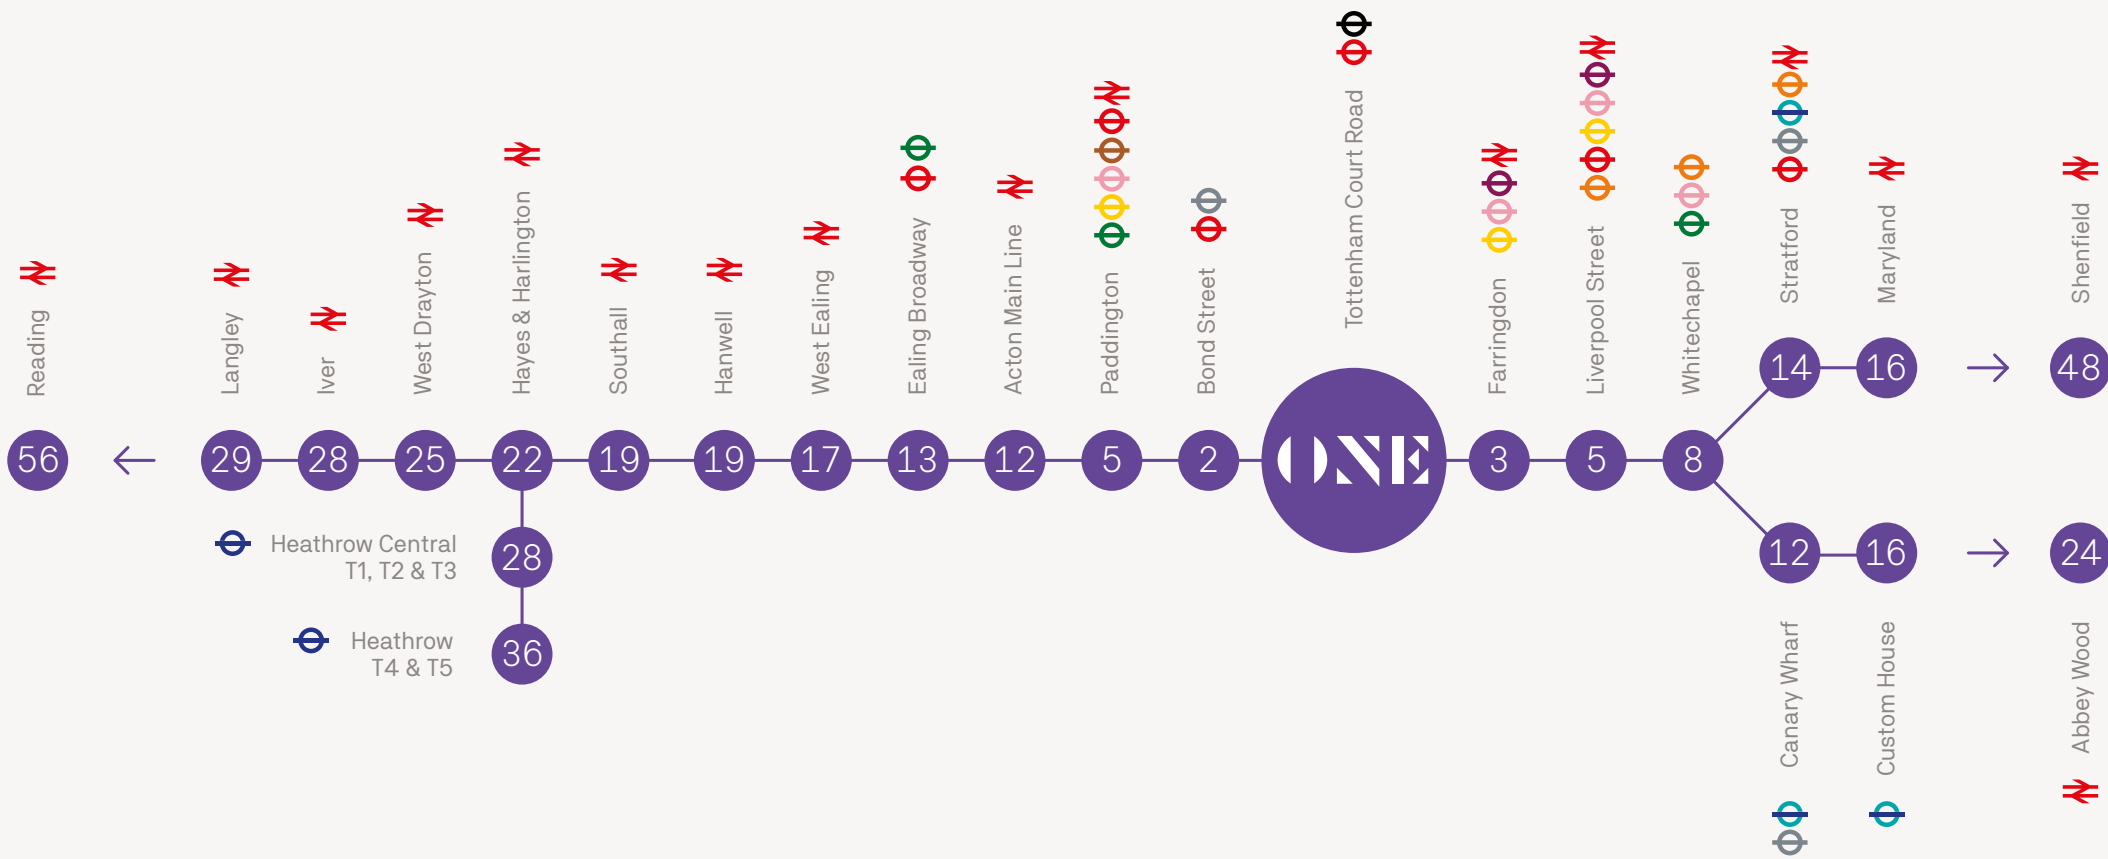 Reading
Langley
Iver
West Drayton
Hayes & Harlington
Southall
Hanwell
West Ealing
Ealing Broadway
Acton Main Line
Paddington
Bond Street
Tottenham Court Road
Farringdon
Liverpool Street
Whitechapel
Stratford
Maryland
Shenfield
14
16
48
56
29
28
25
22
19
19
17
13
12
5
2
ONE
3
5
8
12
16
24
Heathrow Central
T1, T2 & T3
28
Heathrow
T4 & T5
36
Canary Wharf
Custom House
Abbey Wood